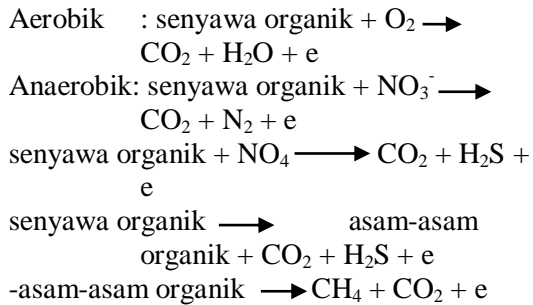 Aerobik : senyawa organik + O₂ →
CO₂ + H₂O + e
Anaerobik: senyawa organik + NO₃⁻ →
CO₂ + N₂ + e
senyawa organik + NO₄ → CO₂ + H₂S +
e
senyawa organik → asam-asam
organik + CO₂ + H₂S + e
-asam-asam organik → CH₄ + CO₂ + e